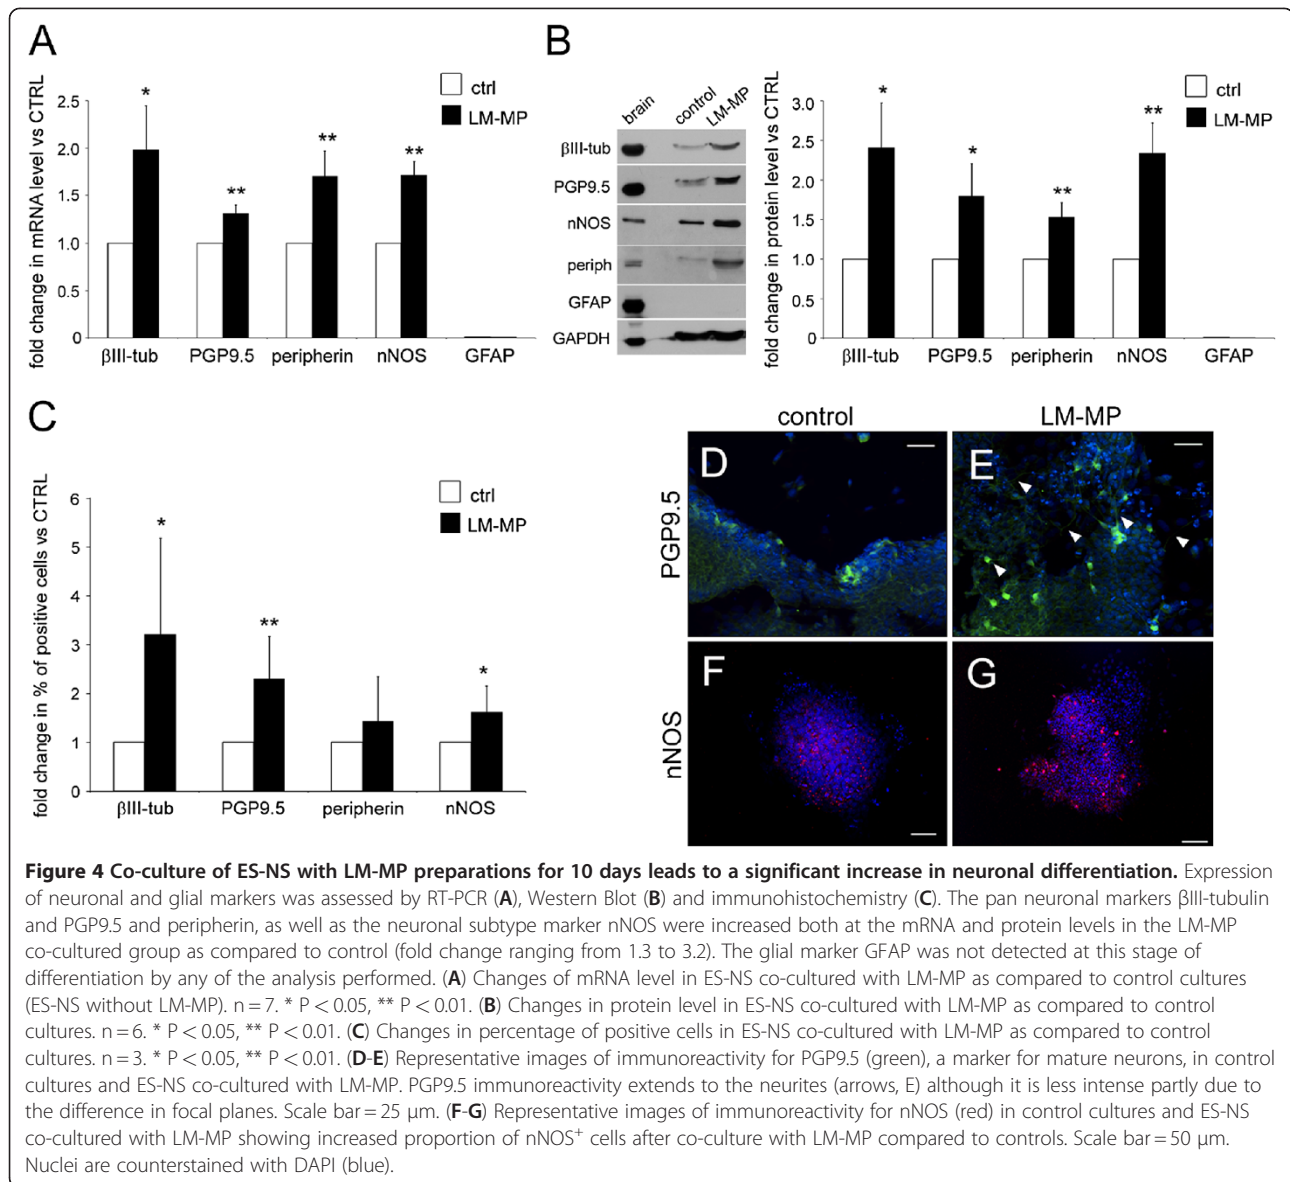 A
ctrl
LM-MP
fold change in mRNA level vs CTRL
2.5
2.0
1.5
1.0
0.5
0
*
**
**
**
βIII-tub PGP9.5 peripherin nNOS GFAP
B
brain control LM-MP
βIII-tub
PGP9.5
nNOS
periph
GFAP
GAPDH
ctrl
LM-MP
fold change in protein level vs CTRL
3.0
2.5
2.0
1.5
1.0
0.5
0
*
*
**
**
βIII-tub PGP9.5 peripherin nNOS GFAP
C
ctrl
LM-MP
fold change in % of positive cells vs CTRL
6
5
4
3
2
1
0
*
**
*
βIII-tub PGP9.5 peripherin nNOS
control LM-MP
PGP9.5
D
E
nNOS
F
G
Figure 4 Co-culture of ES-NS with LM-MP preparations for 10 days leads to a significant increase in neuronal differentiation. Expression
of neuronal and glial markers was assessed by RT-PCR (A), Western Blot (B) and immunohistochemistry (C). The pan neuronal markers βIII-tubulin
and PGP9.5 and peripherin, as well as the neuronal subtype marker nNOS were increased both at the mRNA and protein levels in the LM-MP
co-cultured group as compared to control (fold change ranging from 1.3 to 3.2). The glial marker GFAP was not detected at this stage of
differentiation by any of the analysis performed. (A) Changes of mRNA level in ES-NS co-cultured with LM-MP as compared to control cultures
(ES-NS without LM-MP). n = 7. * P < 0.05, ** P < 0.01. (B) Changes in protein level in ES-NS co-cultured with LM-MP as compared to control
cultures. n = 6. * P < 0.05, ** P < 0.01. (C) Changes in percentage of positive cells in ES-NS co-cultured with LM-MP as compared to control
cultures. n = 3. * P < 0.05, ** P < 0.01. (D-E) Representative images of immunoreactivity for PGP9.5 (green), a marker for mature neurons, in control
cultures and ES-NS co-cultured with LM-MP. PGP9.5 immunoreactivity extends to the neurites (arrows, E) although it is less intense partly due to
the difference in focal planes. Scale bar = 25 μm. (F-G) Representative images of immunoreactivity for nNOS (red) in control cultures and ES-NS
co-cultured with LM-MP showing increased proportion of nNOS⁺ cells after co-culture with LM-MP compared to controls. Scale bar = 50 μm.
Nuclei are counterstained with DAPI (blue).